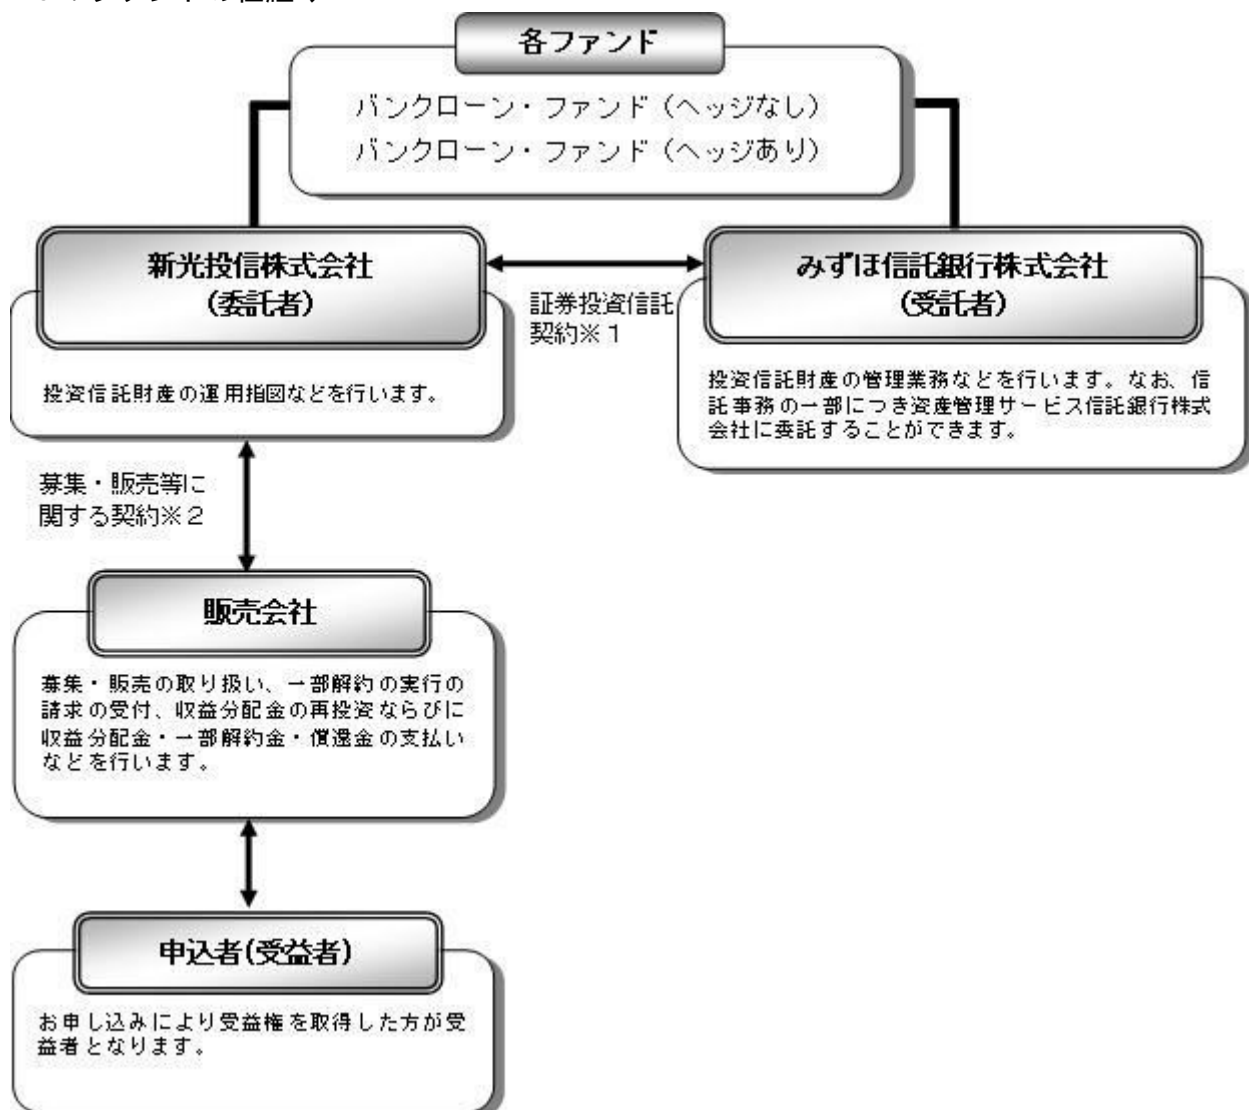 各ファンド
バンクローン・ファンド（ヘッジなし）
バンクローン・ファンド（ヘッジあり）
新光投信株式会社
(委託者)
みずほ信託銀行株式会社
(受託者)
証券投資信託
契約※１
投資信託財産の運用指図などを行います。
投資信託財産の管理業務などを行います。なお、信
託事務の一部につき資産管理サービス信託銀行株式
会社に委託することができます。
募集・販売等に
関する契約※２
販売会社
募集・販売の取り扱い、一部解約の実行の
請求の受付、収益分配金の再投資ならびに
収益分配金・一部解約金・償還金の支払い
などを行います。
申込者(受益者)
お申し込みにより受益権を取得した方が受
益者となります。